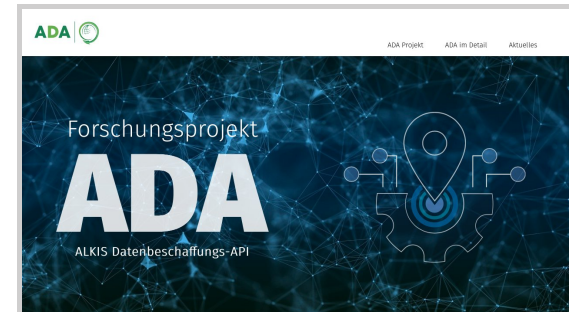 ADA
ADA Projekt ADA im Detail Aktuelles
Forschungsprojekt
ADA
ALKIS Datenbeschaffungs-API